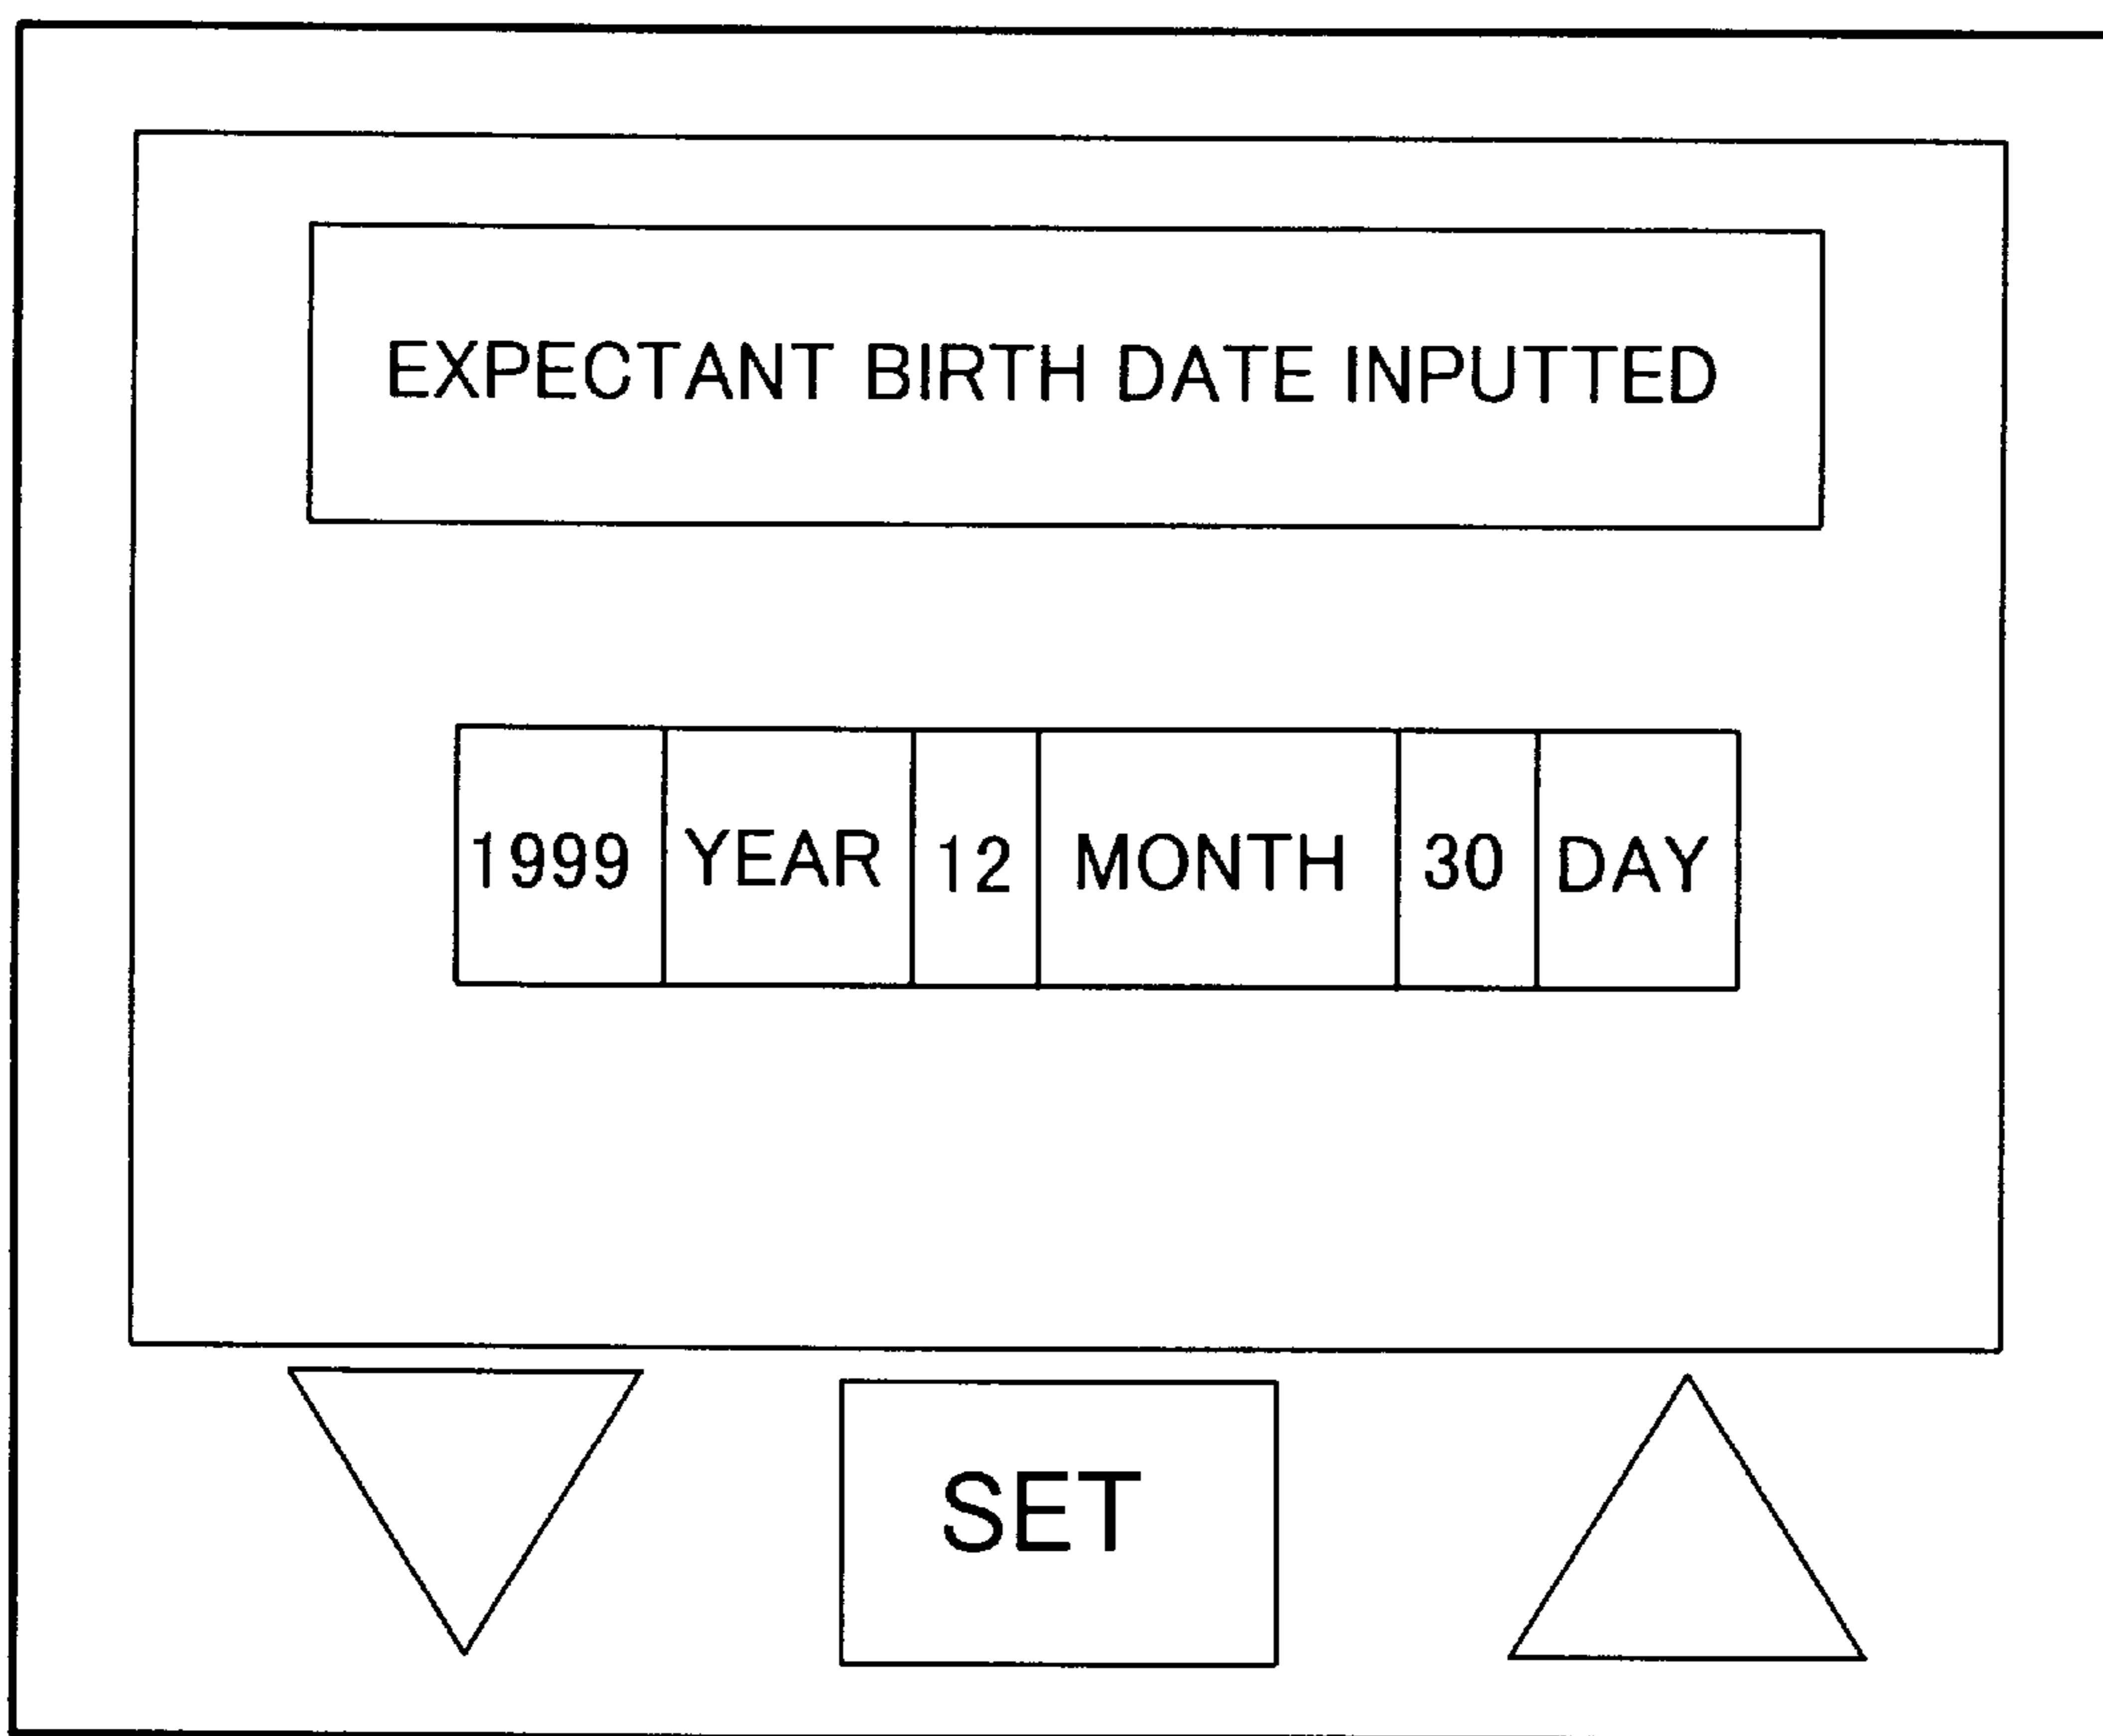 EXPECTANT BIRTH DATE INPUTTED
1999 YEAR 12 MONTH 30 DAY
SET